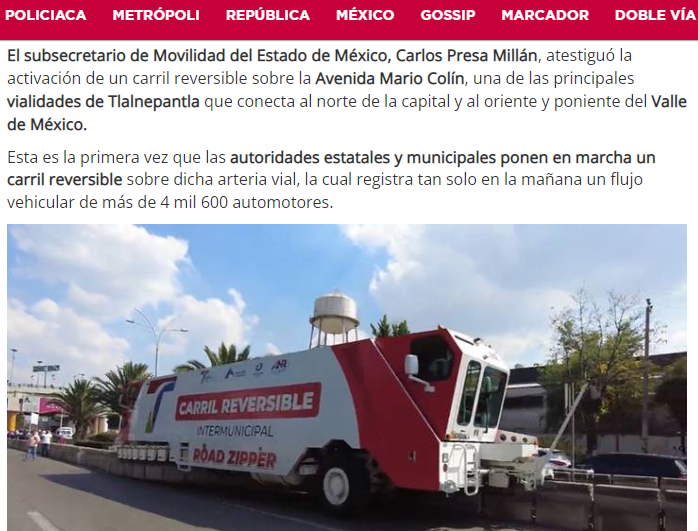 POLICIACA METRÓPOLI REPÚBLICA MÉXICO GOSSIP MARCADOR DOBLE VÍA
El subsecretario de Movilidad del Estado de México, Carlos Presa Millán, atestiguó la
activación de un carril reversible sobre la Avenida Mario Colín, una de las principales
vialidades de Tlalnepantla que conecta al norte de la capital y al oriente y poniente del Valle
de México.
Esta es la primera vez que las autoridades estatales y municipales ponen en marcha un
carril reversible sobre dicha arteria vial, la cual registra tan solo en la mañana un flujo
vehicular de más de 4 mil 600 automotores.
CARRIL REVERSIBLE
INTERMUNICIPAL
ROAD ZIPPER